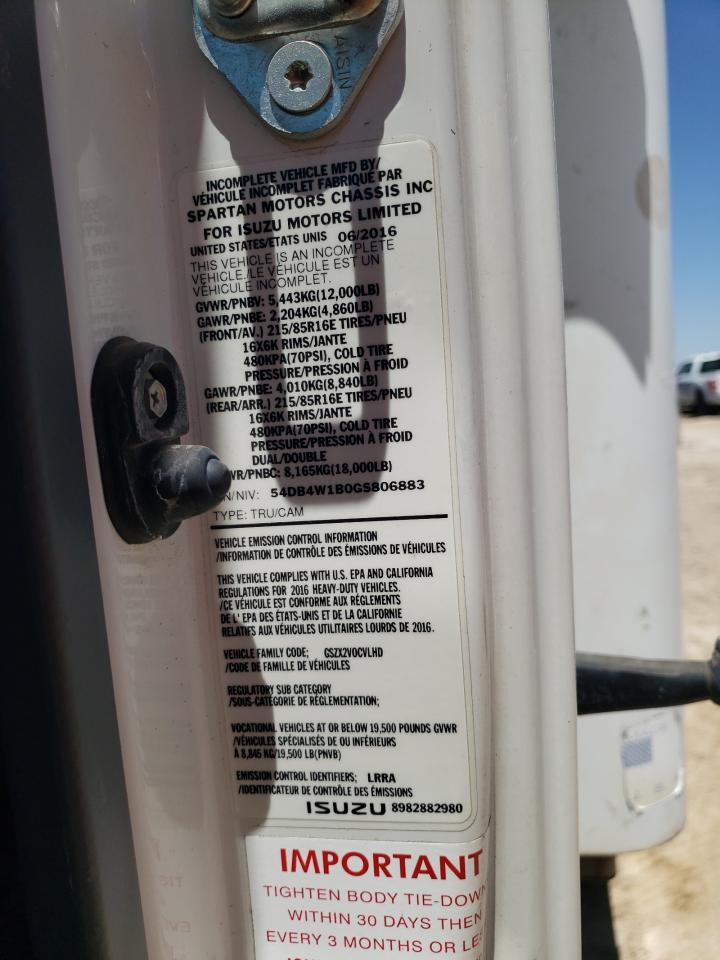 AISIN
INCOMPLETE VEHICLE MFD BY/
VÉHICULE INCOMPLET FABRIQUÉ PAR
SPARTAN MOTORS CHASSIS INC
FOR ISUZU MOTORS LIMITED
UNITED STATES/ETATS UNIS 06/2016
THIS VEHICLE IS AN INCOMPLETE
VEHICLE./LE VÉHICULE EST UN
VÉHICULE INCOMPLET.
GVWR/PNBV: 5,443KG(12,000LB)
GAWR/PNBE: 2,204KG(4,860LB)
(FRONT/AV.) 215/85R16E TIRES/PNEU
16X6K RIMS/JANTE
480KPA(70PSI), COLD TIRE
PRESSURE/PRESSION À FROID
GAWR/PNBE: 4,010KG(8,840LB)
(REAR/ARR.) 215/85R16E TIRES/PNEU
16X6K RIMS/JANTE
480KPA(70PSI), COLD TIRE
PRESSURE/PRESSION À FROID
DUAL/DOUBLE
WR/PNBC: 8,165KG(18,000LB)
N/NIV: 54DB4W1B0GS806883
TYPE: TRU/CAM
VEHICLE EMISSION CONTROL INFORMATION
/INFORMATION DE CONTRÔLE DES ÉMISSIONS DE VÉHICULES
THIS VEHICLE COMPLIES WITH U.S. EPA AND CALIFORNIA
REGULATIONS FOR 2016 HEAVY-DUTY VEHICLES.
/CE VÉHICULE EST CONFORME AUX RÉGLEMENTS
DE L' EPA DES ÉTATS-UNIS ET DE LA CALIFORNIE
RELATIFS AUX VÉHICULES UTILITAIRES LOURDS DE 2016.
VEHICLE FAMILY CODE; GSZX2VOCVLHD
/CODE DE FAMILLE DE VÉHICULES
REGULATORY SUB CATEGORY
/SOUS-CATÉGORIE DE RÉGLEMENTATION;
VOCATIONAL VEHICLES AT OR BELOW 19,500 POUNDS GVWR
/VÉHICULES SPÉCIALISÉS DE OU INFÉRIEURS
À 8,845 KG/19,500 LB(PNVB)
EMISSION CONTROL IDENTIFIERS; LRRA
/IDENTIFICATEUR DE CONTRÔLE DES ÉMISSIONS
ISUZU 8982882980
IMPORTANT
TIGHTEN BODY TIE-DOWN
WITHIN 30 DAYS THEN
EVERY 3 MONTHS OR LES